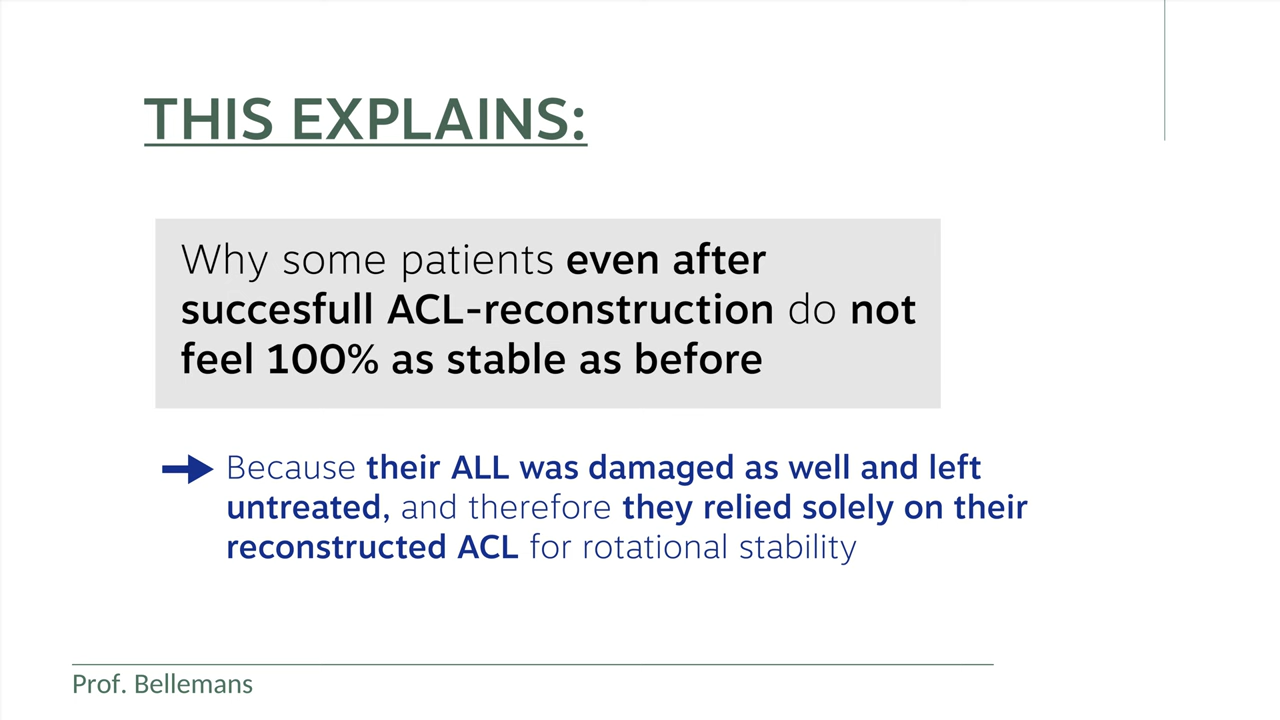 THIS EXPLAINS:
Why some patients even after
succesfull ACL-reconstruction do not
feel 100% as stable as before
Because their ALL was damaged as well and left
untreated, and therefore they relied solely on their
reconstructed ACL for rotational stability
Prof. Bellemans